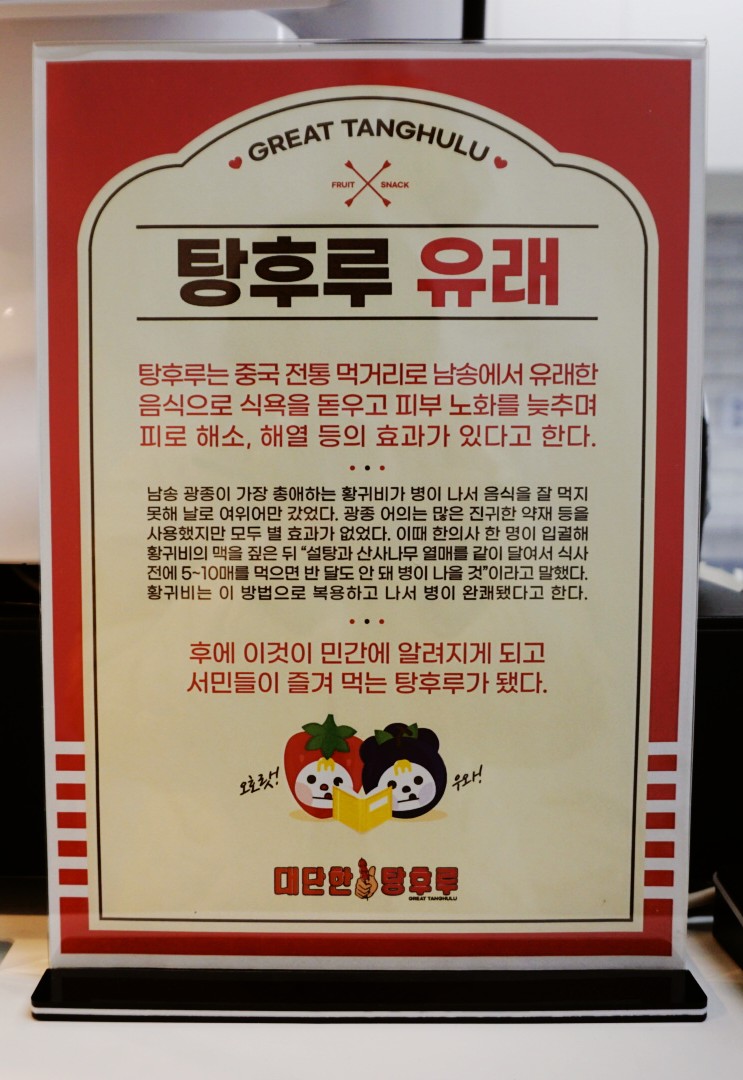 GREAT TANGHULU
FRUIT SNACK
탕후루 유래
탕후루는 중국 전통 먹거리로 남송에서 유래한
음식으로 식욕을 돋우고 피부 노화를 늦추며
피로 해소, 해열 등의 효과가 있다고 한다.
남송 광종이 가장 총애하는 황귀비가 병이 나서 음식을 잘 먹지
못해 날로 여위어만 갔었다. 광종 어의는 많은 진귀한 약재 등을
사용했지만 모두 별 효과가 없었다. 이때 한의사 한 명이 입궐해
황귀비의 맥을 짚은 뒤 “설탕과 산사나무 열매를 같이 달여서 식사
전에 5~10매를 먹으면 반 달도 안 돼 병이 나을 것”이라고 말했다.
황귀비는 이 방법으로 복용하고 나서 병이 완쾌됐다고 한다.
후에 이것이 민간에 알려지게 되고
서민들이 즐겨 먹는 탕후루가 됐다.
오호랏!
우와!
대단한 탕후루
GREAT TANGHULU